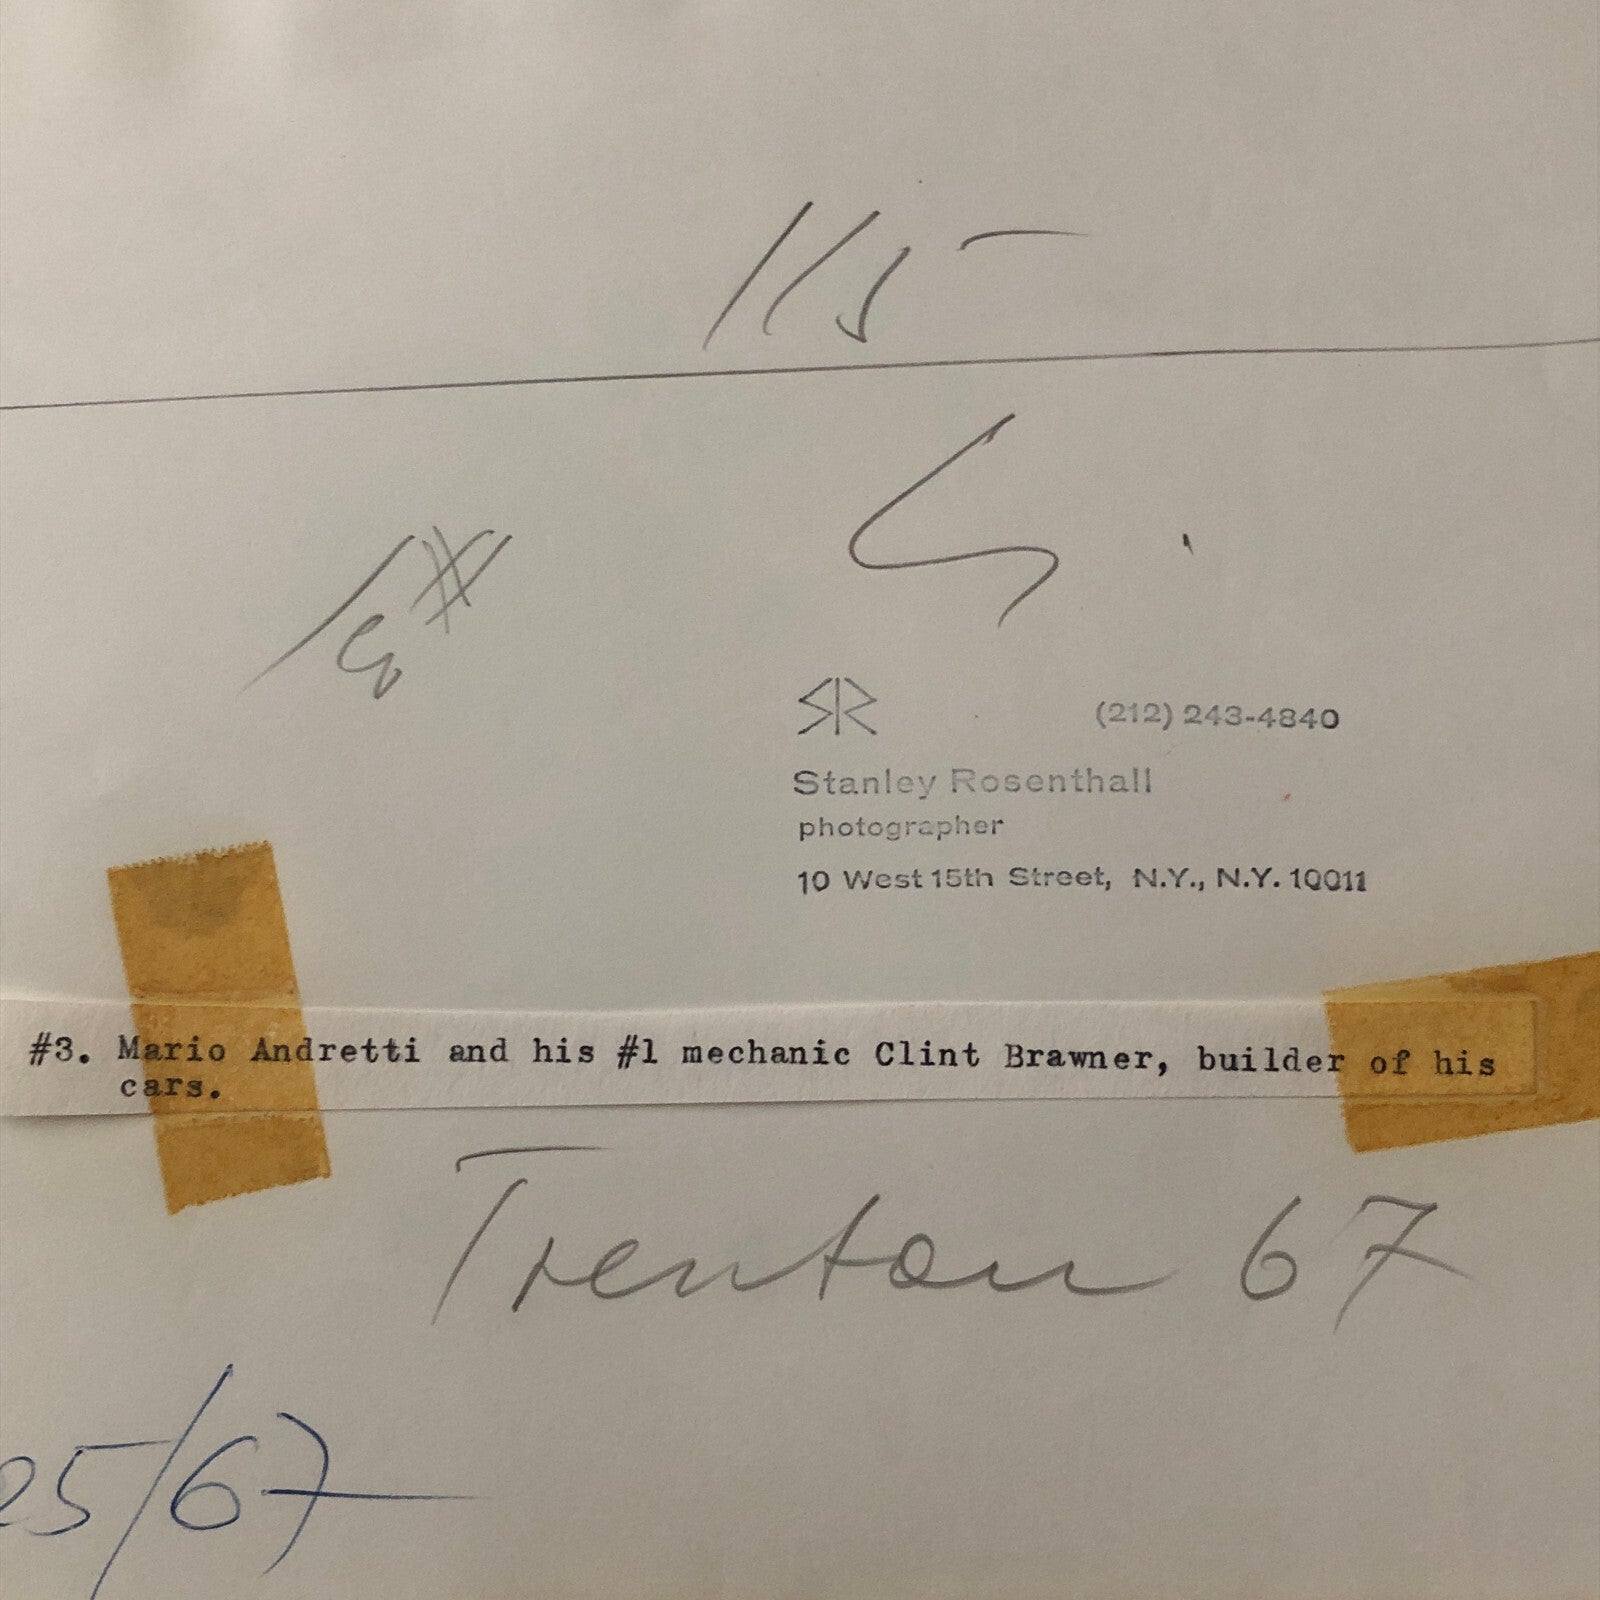 SR (212) 243-4840
Stanley Rosenthall
photographer
10 West 15th Street, N.Y., N.Y. 10011
#3. Mario Andretti and his #1 mechanic Clint Brawner, builder of his
cars.
Trenton 67
25/67